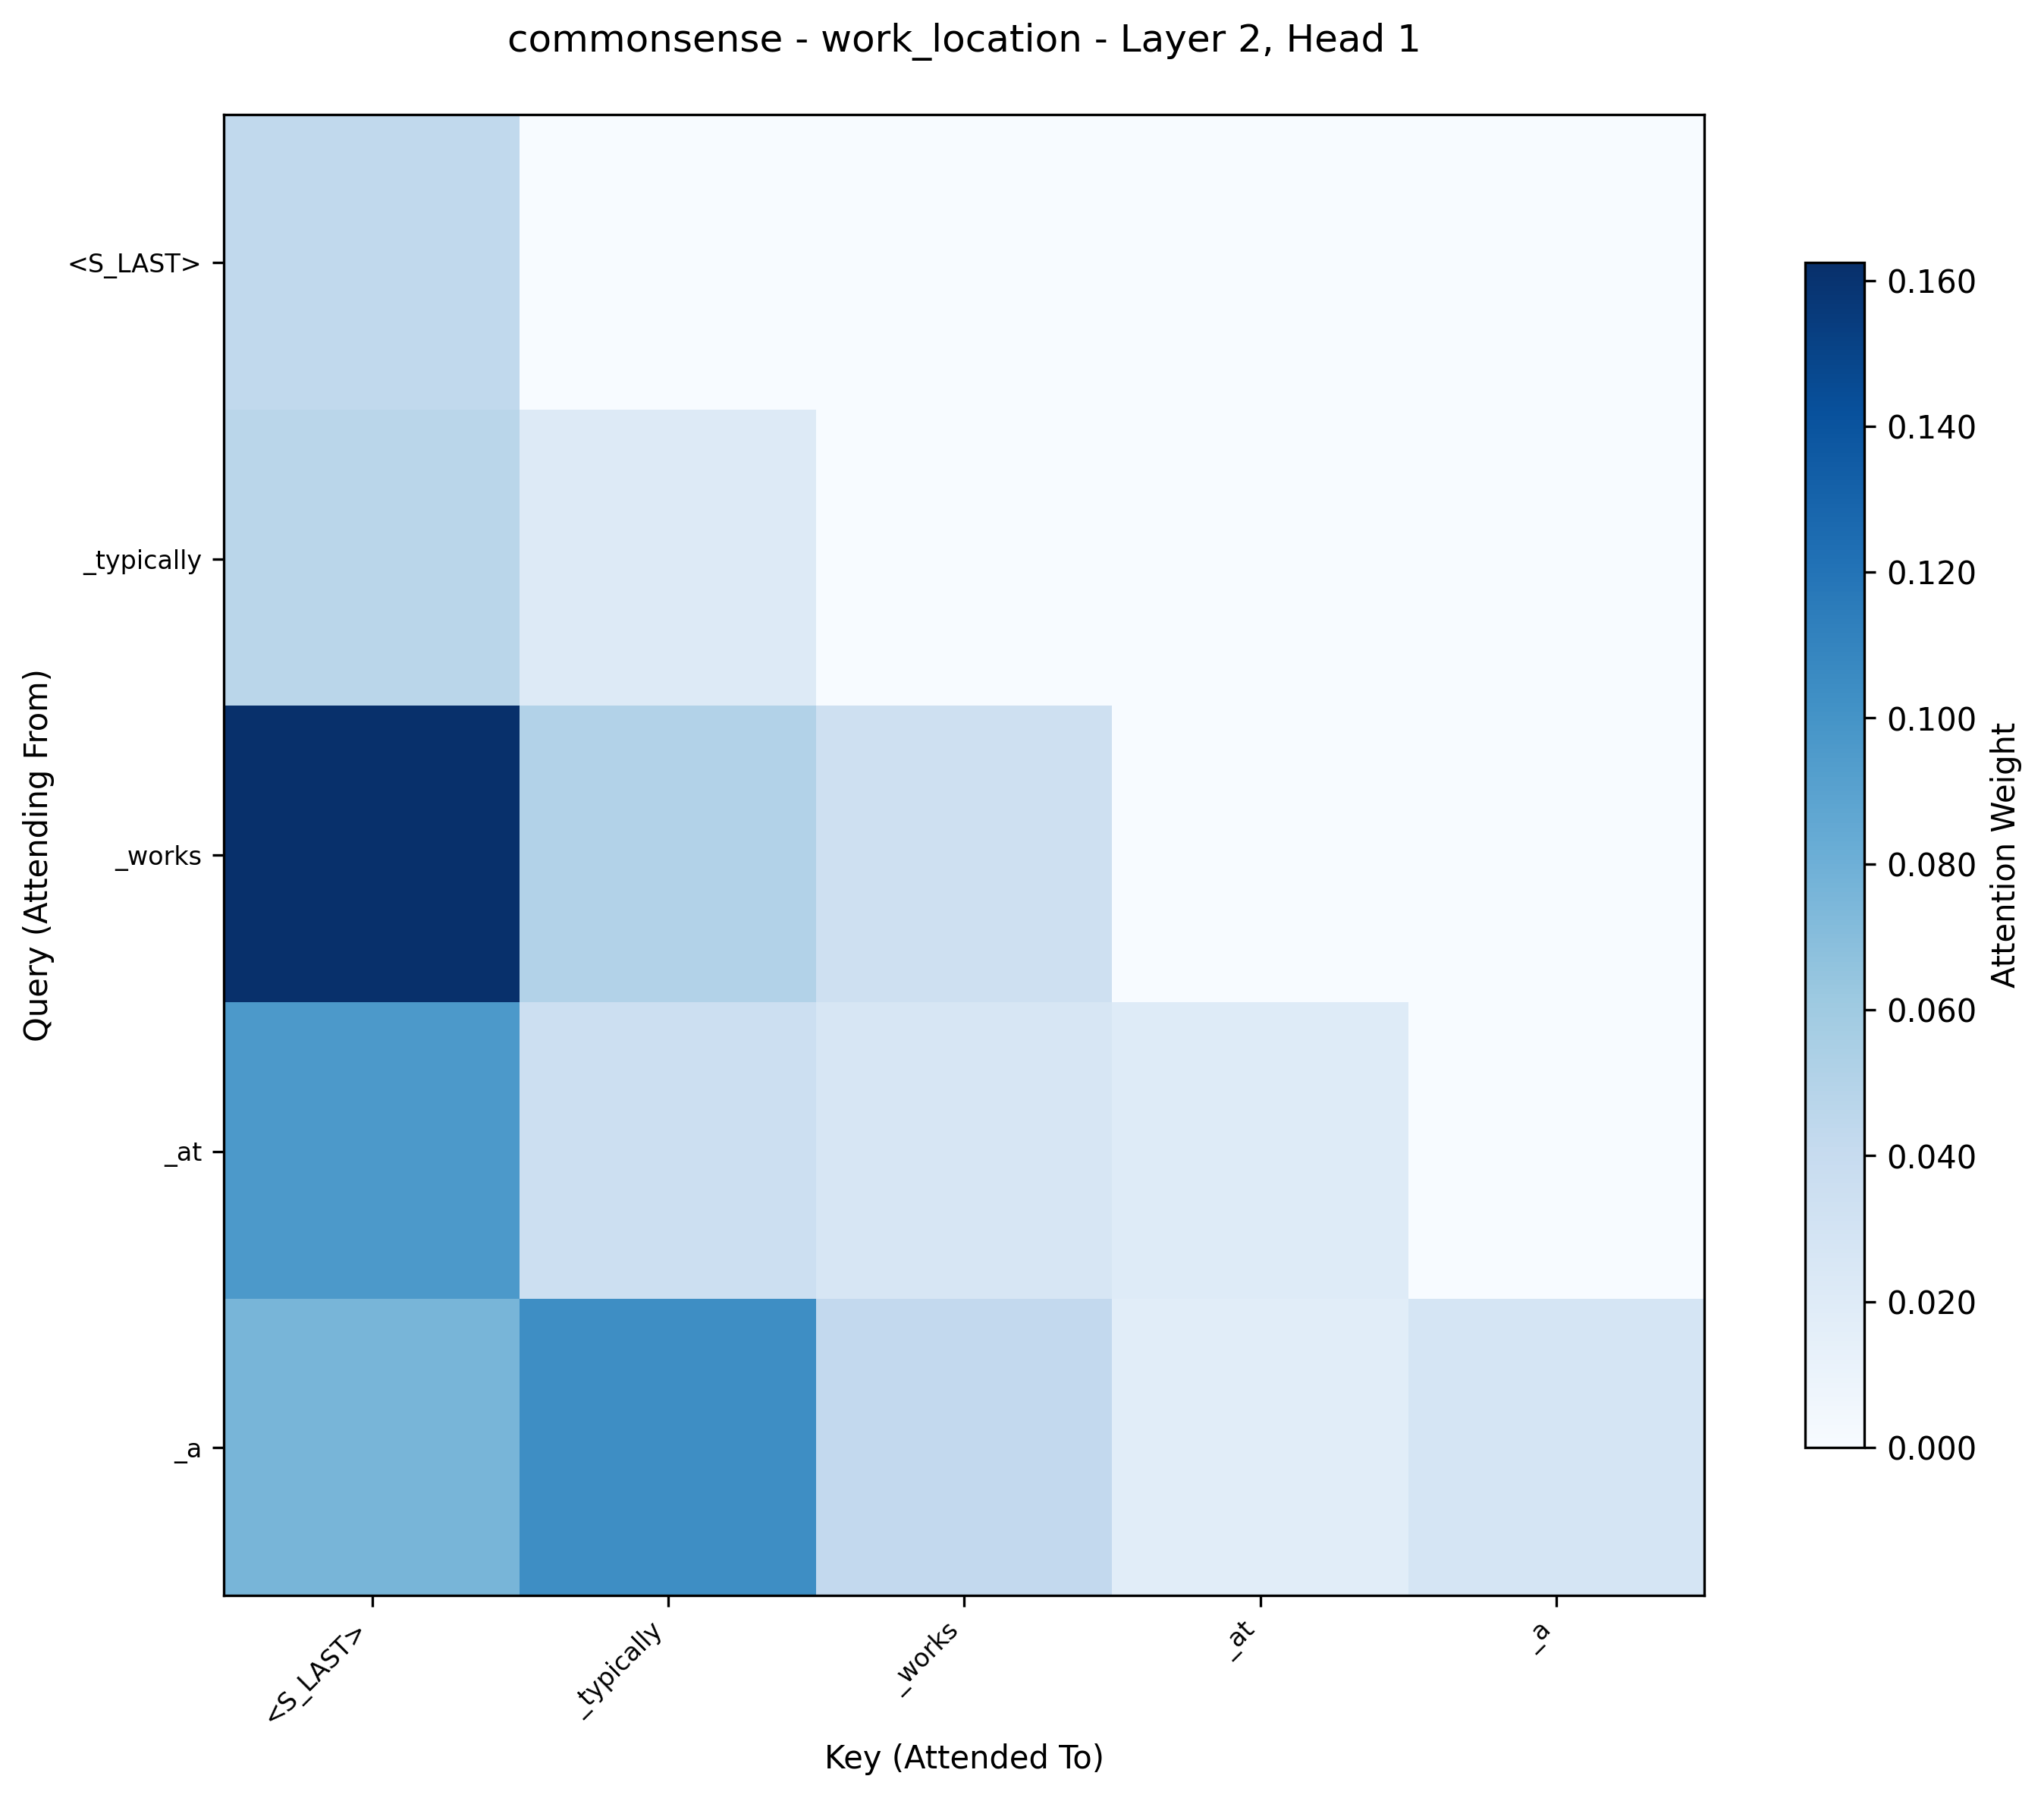 commonsense - work_location - Layer 2, Head 1
Query (Attending From)
<S_LAST>
_typically
_works
_at
_a
<S_LAST>
_typically
_works
_at
_a
Key (Attended To)
0.160
0.140
0.120
0.100
0.080
0.060
0.040
0.020
0.000
Attention Weight